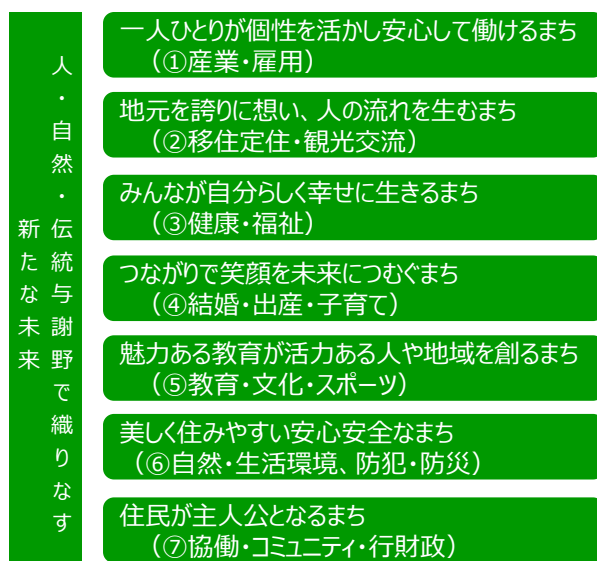 人・自然・伝統与謝野で織りなす
新たな未来
一人ひとりが個性を活かし安心して働けるまち
（①産業・雇用）
地元を誇りに想い、人の流れを生むまち
（②移住定住・観光交流）
みんなが自分らしく幸せに生きるまち
（③健康・福祉）
つながりで笑顔を未来につむぐまち
（④結婚・出産・子育て）
魅力ある教育が活力ある人や地域を創るまち
（⑤教育・文化・スポーツ）
美しく住みやすい安心安全なまち
（⑥自然・生活環境、防犯・防災）
住民が主人公となるまち
（⑦協働・コミュニティ・行財政）